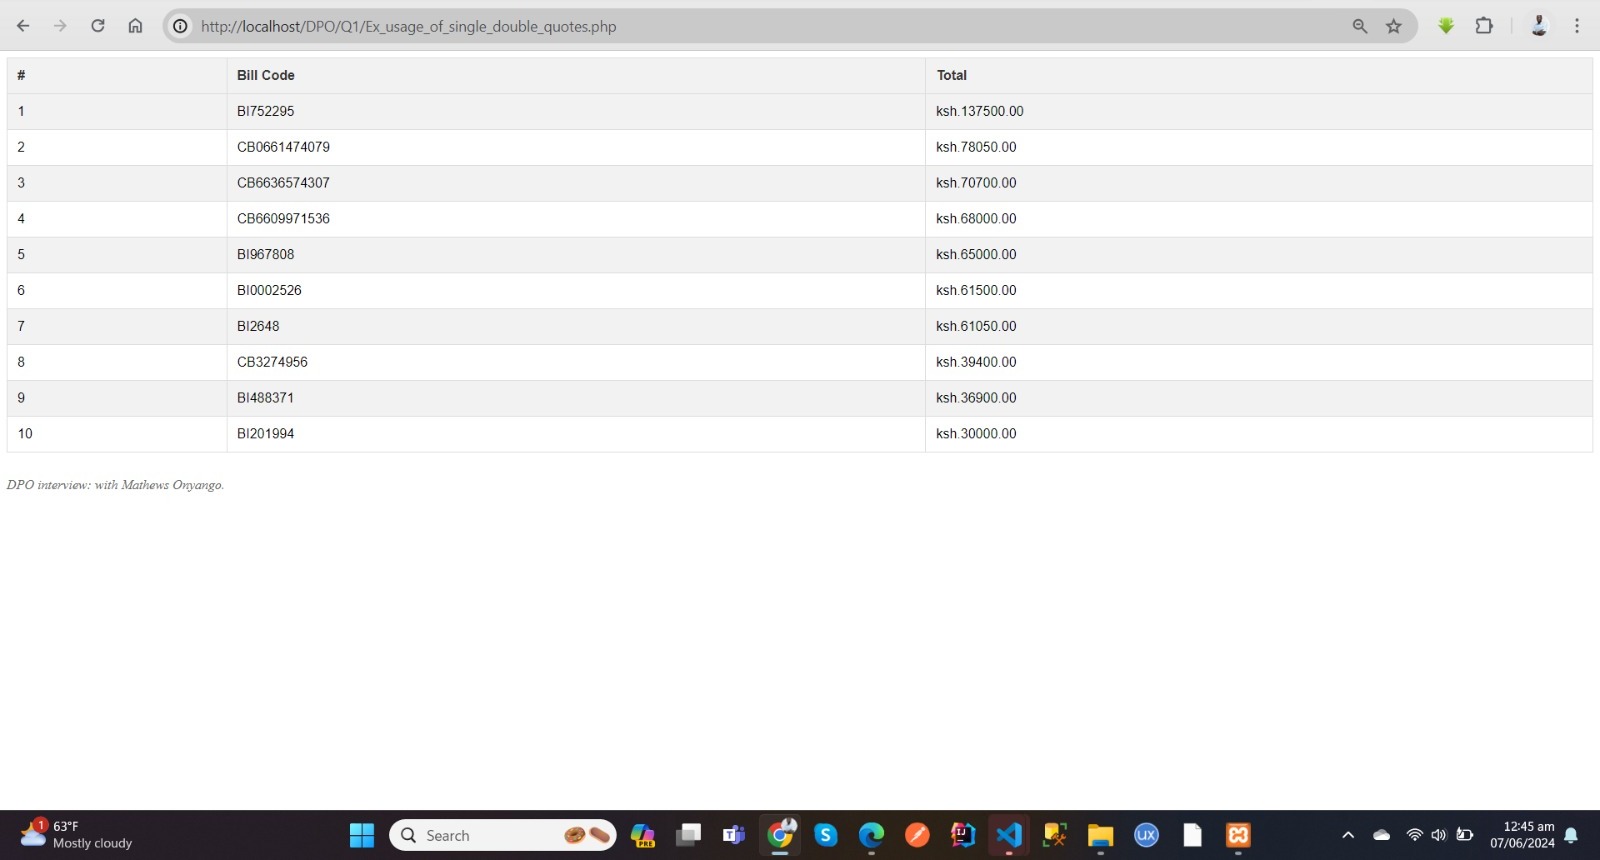 http://localhost/DPO/Q1/Ex_usage_of_single_double_quotes.php
# Bill Code Total
1 BI752295 ksh.137500.00
2 CB0661474079 ksh.78050.00
3 CB6636574307 ksh.70700.00
4 CB6609971536 ksh.68000.00
5 BI967808 ksh.65000.00
6 BI0002526 ksh.61500.00
7 BI2648 ksh.61050.00
8 CB3274956 ksh.39400.00
9 BI488371 ksh.36900.00
10 BI201994 ksh.30000.00
DPO interview: with Mathews Onyango.
1 63°F
Mostly cloudy
Search
PRE
T
S
IJ
UX
12:45 am
07/06/2024